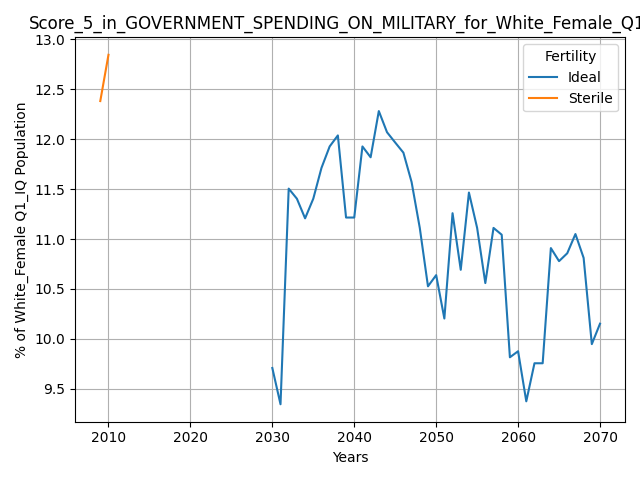 Score_5_in_GOVERNMENT_SPENDING_ON_MILITARY_for_White_Female_Q1
13.0
12.5
12.0
11.5
11.0
10.5
10.0
9.5
% of White_Female Q1_IQ Population
Fertility
Ideal
Sterile
2010 2020 2030 2040 2050 2060 2070
Years